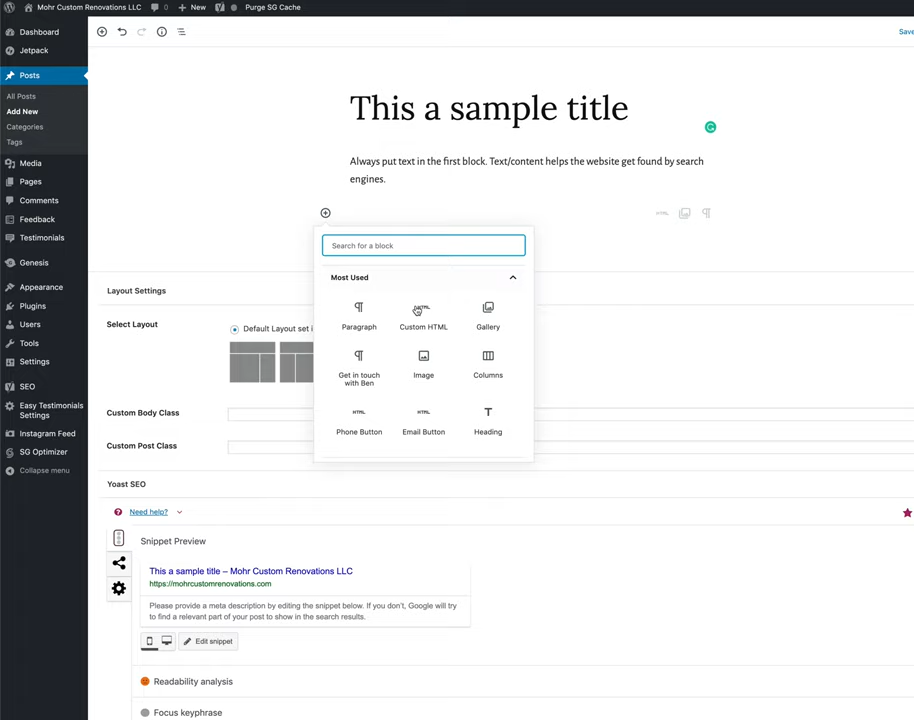 Mohr Custom Renovations LLC 0 New Purge SG Cache
Dashboard
Jetpack
Posts
All Posts
Add New
Categories
Tags
Media
Pages
Comments
Feedback
Testimonials
Genesis
Appearance
Plugins
Users
Tools
Settings
SEO
Easy Testimonials
Settings
Instagram Feed
SG Optimizer
Collapse menu
Save
This a sample title
Always put text in the first block. Text/content helps the website get found by search
engines.
HTML
Search for a block
Most Used
Paragraph
HTML
Custom HTML
Gallery
Get in touch
with Ben
Image
Columns
HTML
Phone Button
HTML
Email Button
Heading
Layout Settings
Select Layout
Default Layout set i
Custom Body Class
Custom Post Class
Yoast SEO
Need help?
Snippet Preview
This a sample title – Mohr Custom Renovations LLC
https://mohrcustomrenovations.com
Please provide a meta description by editing the snippet below. If you don't, Google will try
to find a relevant part of your post to show in the search results.
Edit snippet
Readability analysis
Focus keyphrase